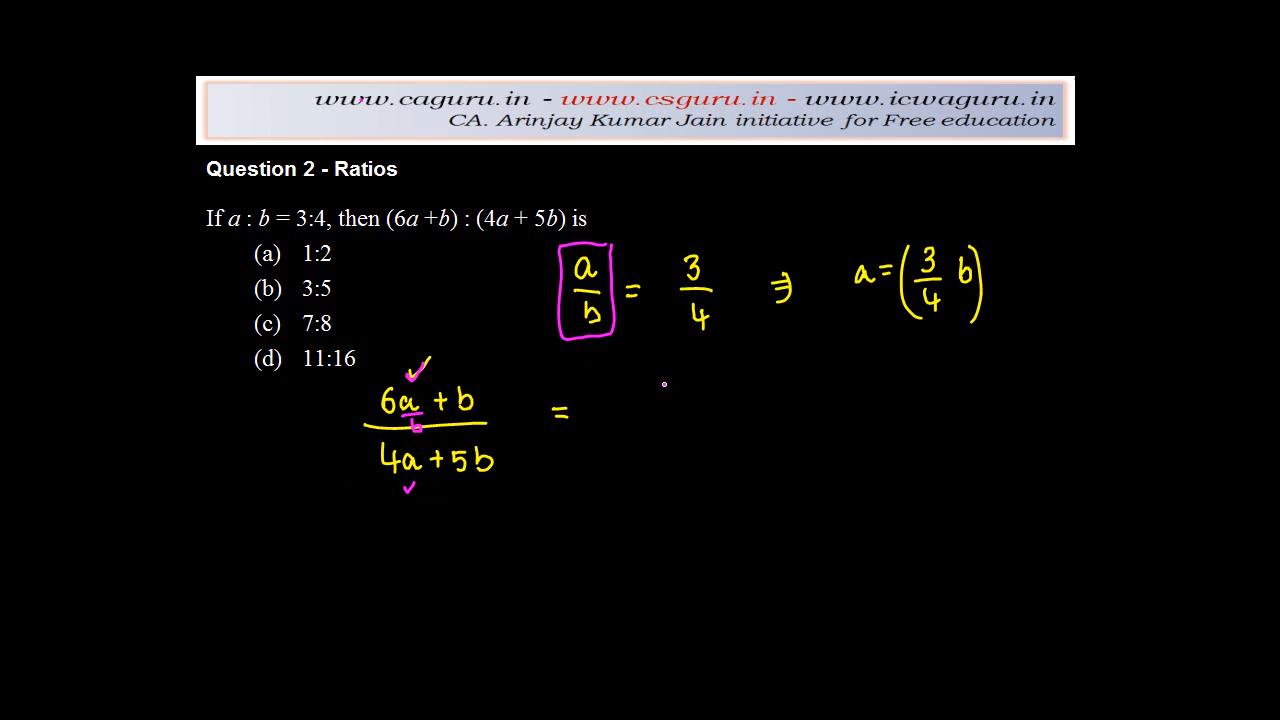 www.caguru.in - www.csguru.in - www.icwaguru.in
CA. Arinjay Kumar Jain initiative for Free education
Question 2 - Ratios
If a : b = 3:4, then (6a +b) : (4a + 5b) is
(a) 1:2
(b) 3:5
(c) 7:8
(d) 11:16
a/b = 3/4 ⇒ a = (3/4 b)
6a + b =
b
4a + 5b